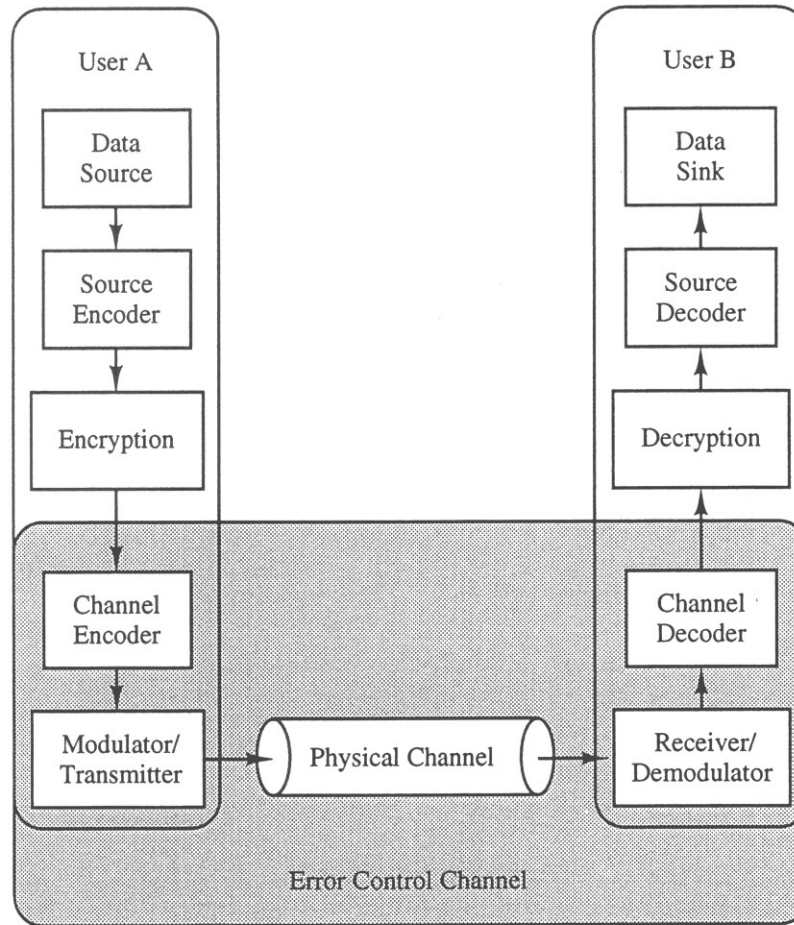 User A
Data
Source
Source
Encoder
Encryption
Channel
Encoder
Modulator/
Transmitter
Physical Channel
User B
Data
Sink
Source
Decoder
Decryption
Channel
Decoder
Receiver/
Demodulator
Error Control Channel